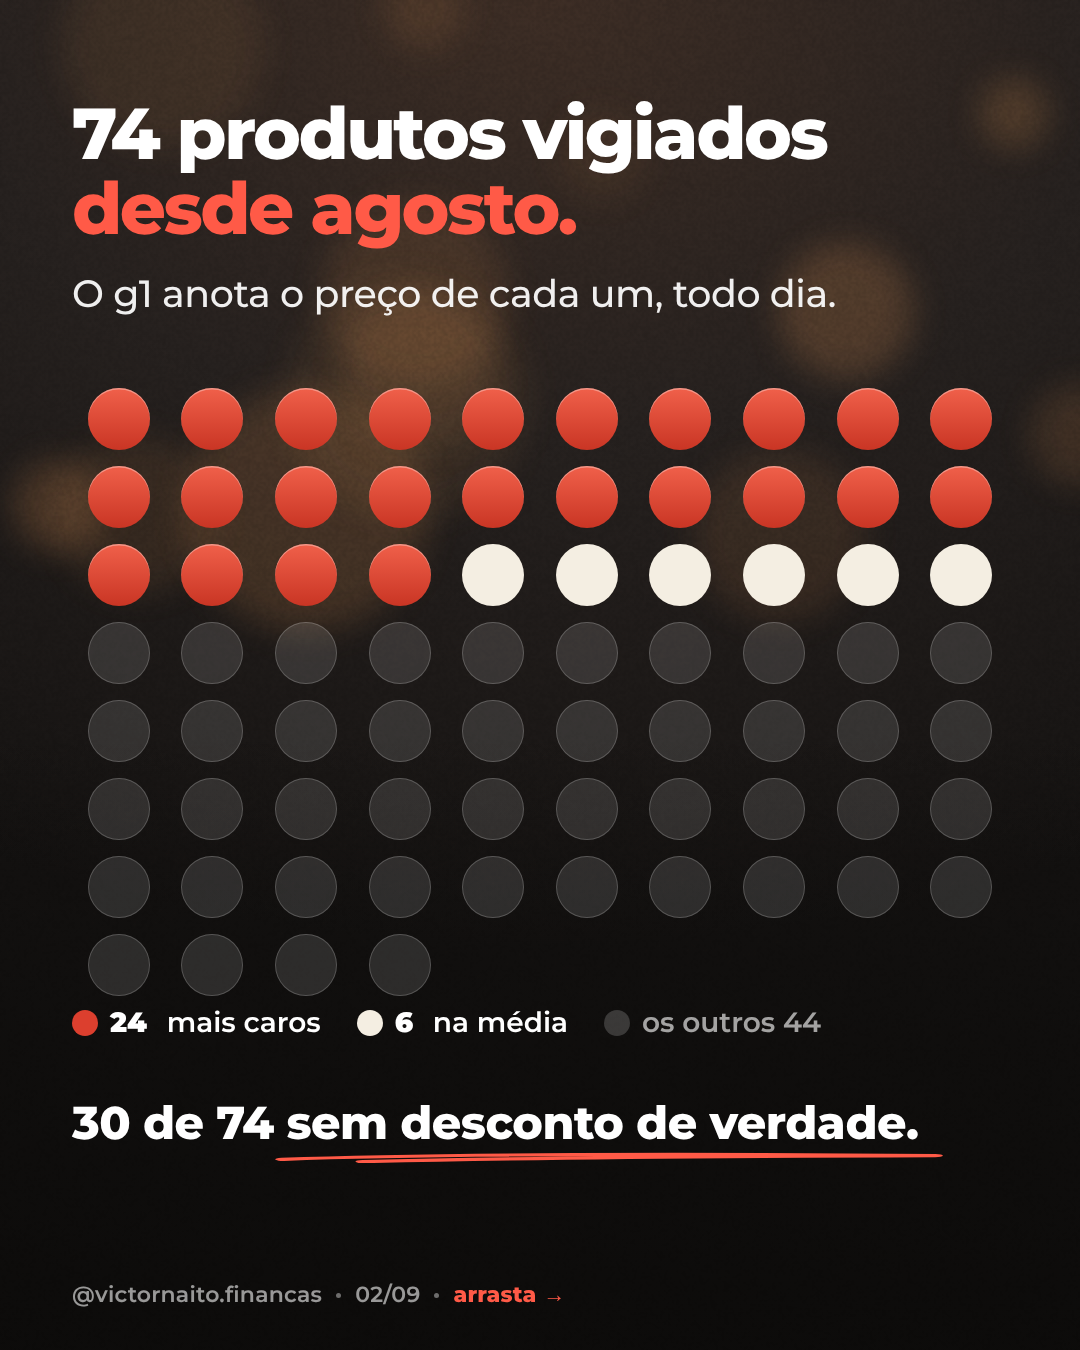 74 produtos vigiados
desde agosto.
O g1 anota o preço de cada um, todo dia.
24 mais caros 6 na média os outros 44
30 de 74 sem desconto de verdade.
@victornaito.financas • 02/09 • arrasta →